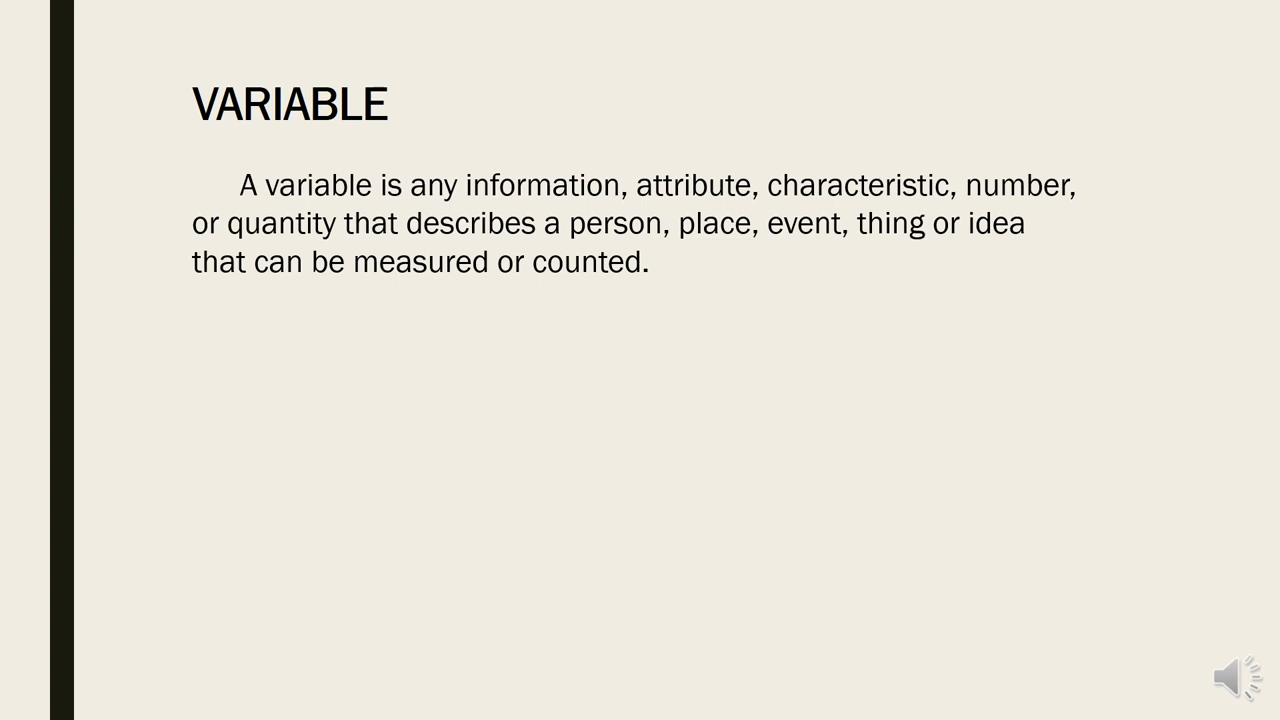 VARIABLE
A variable is any information, attribute, characteristic, number,
or quantity that describes a person, place, event, thing or idea
that can be measured or counted.